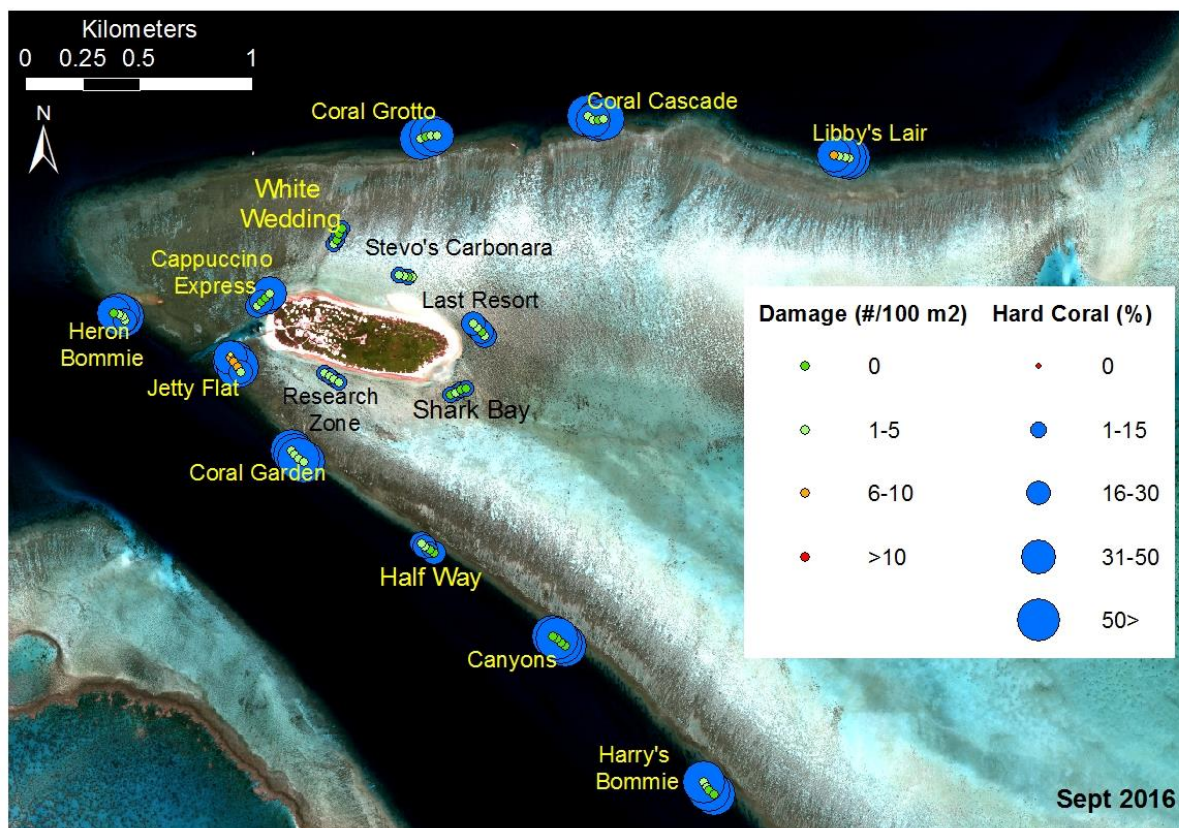 Kilometers
0 0.25 0.5 1
N
Coral Grotto
Coral Cascade
Libby's Lair
White
Wedding
Stevo's Carbonara
Cappuccino
Express
Last Resort
Heron
Bommie
Jetty Flat
Research
Zone
Shark Bay
Coral Garden
Half Way
Canyons
Harry's
Bommie
Damage (#/100 m2) Hard Coral (%)
0 0
1-5 1-15
6-10 16-30
>10 31-50
50>
Sept 2016